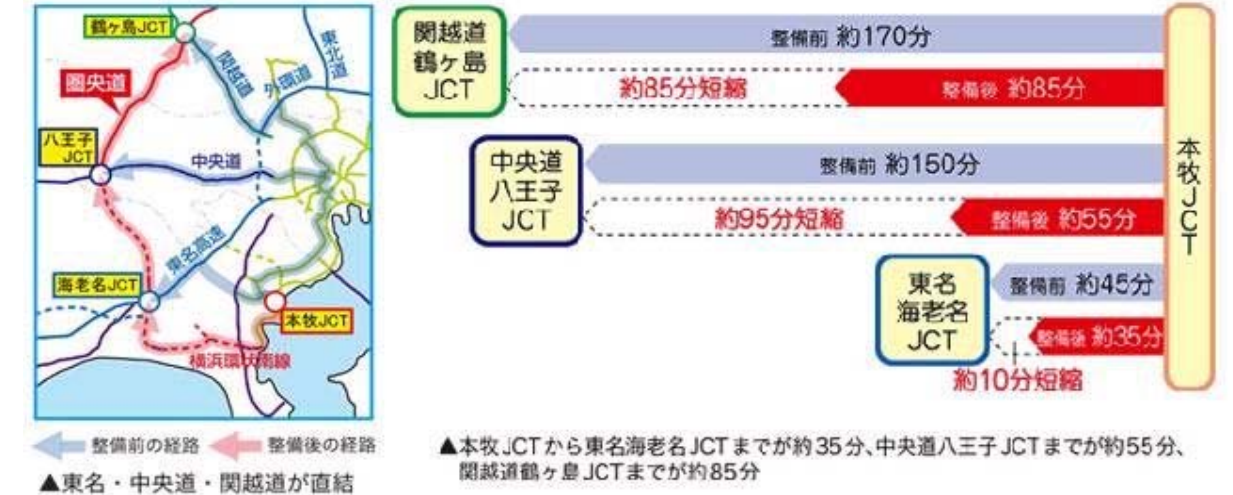 鶴ヶ島JCT
関越道
外環道
東北道
圏央道
八王子
JCT
中央道
東名高速
海老名JCT
本牧JCT
横浜環状南線
整備前の経路
整備後の経路
▲東名・中央道・関越道が直結
関越道
鶴ヶ島
JCT
整備前 約170分
約85分短縮
整備後 約85分
中央道
八王子
JCT
整備前 約150分
約95分短縮
整備後 約55分
東名
海老名
JCT
整備前 約45分
整備後 約35分
約10分短縮
本牧JCT
▲本牧JCTから東名海老名JCTまでが約35分、中央道八王子JCTまでが約55分、
関越道鶴ヶ島JCTまでが約85分